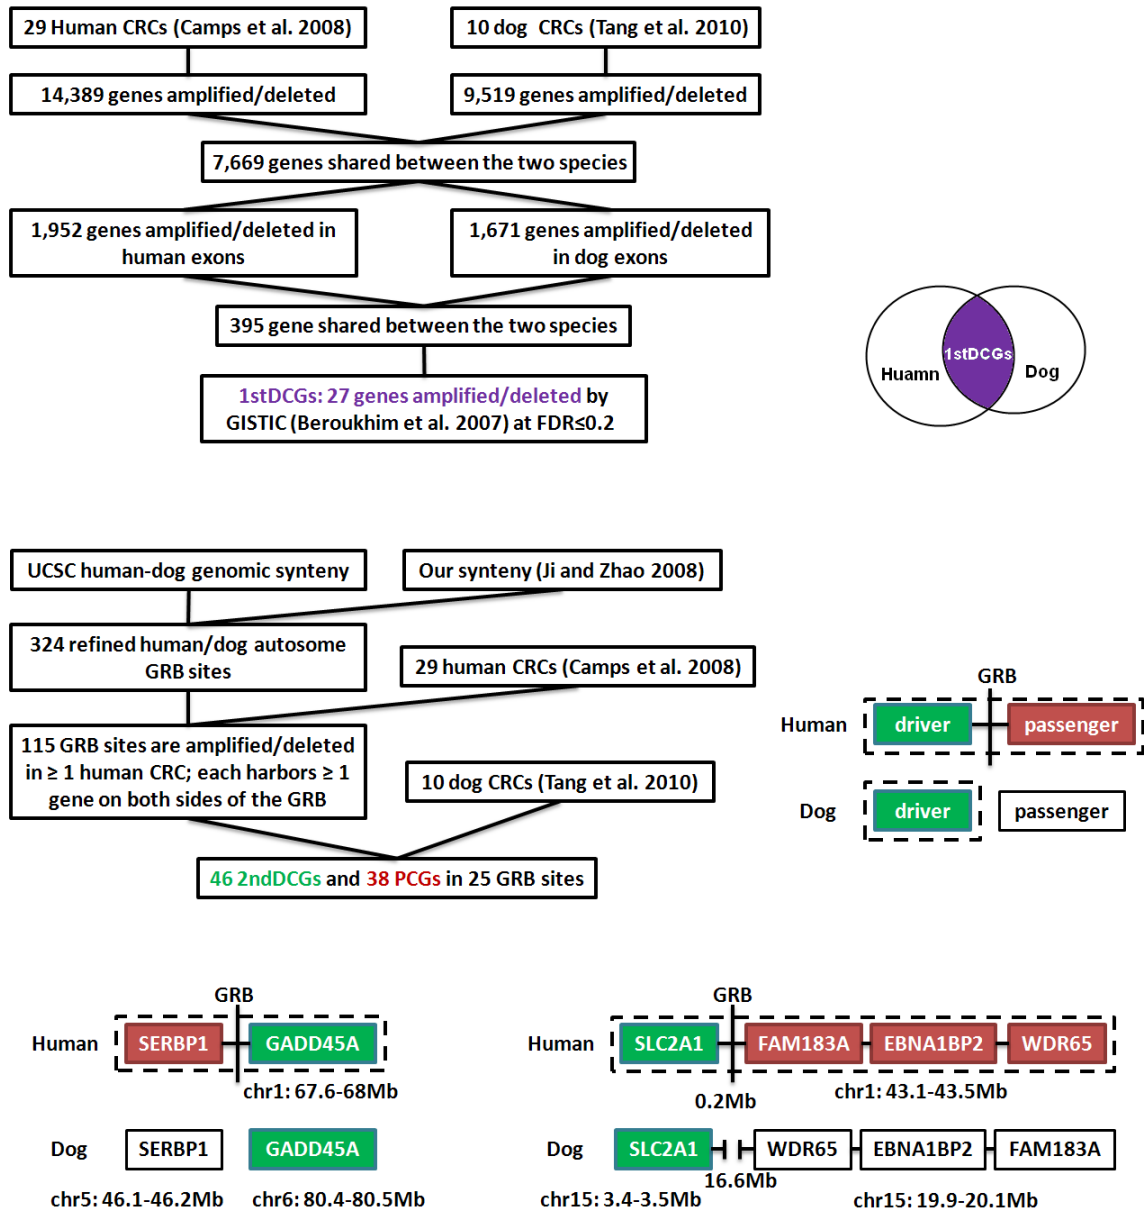 29 Human CRCs (Camps et al. 2008)
10 dog CRCs (Tang et al. 2010)
14,389 genes amplified/deleted
9,519 genes amplified/deleted
7,669 genes shared between the two species
1,952 genes amplified/deleted in
human exons
1,671 genes amplified/deleted
in dog exons
395 gene shared between the two species
1stDCGs: 27 genes amplified/deleted by
GISTIC (Beroukhim et al. 2007) at FDR≤0.2
Huamn
1stDCGs
Dog
UCSC human-dog genomic synteny
Our synteny (Ji and Zhao 2008)
324 refined human/dog autosome
GRB sites
29 human CRCs (Camps et al. 2008)
115 GRB sites are amplified/deleted
in ≥ 1 human CRC; each harbors ≥ 1
gene on both sides of the GRB
10 dog CRCs (Tang et al. 2010)
46 2ndDCGs and 38 PCGs in 25 GRB sites
GRB
Human
driver
passenger
Dog
driver
passenger
GRB
Human
SERBP1
GADD45A
chr1: 67.6-68Mb
Dog
SERBP1
GADD45A
chr5: 46.1-46.2Mb
chr6: 80.4-80.5Mb
GRB
Human
SLC2A1
FAM183A
EBNA1BP2
WDR65
0.2Mb
chr1: 43.1-43.5Mb
Dog
SLC2A1
WDR65
EBNA1BP2
FAM183A
16.6Mb
chr15: 3.4-3.5Mb
chr15: 19.9-20.1Mb